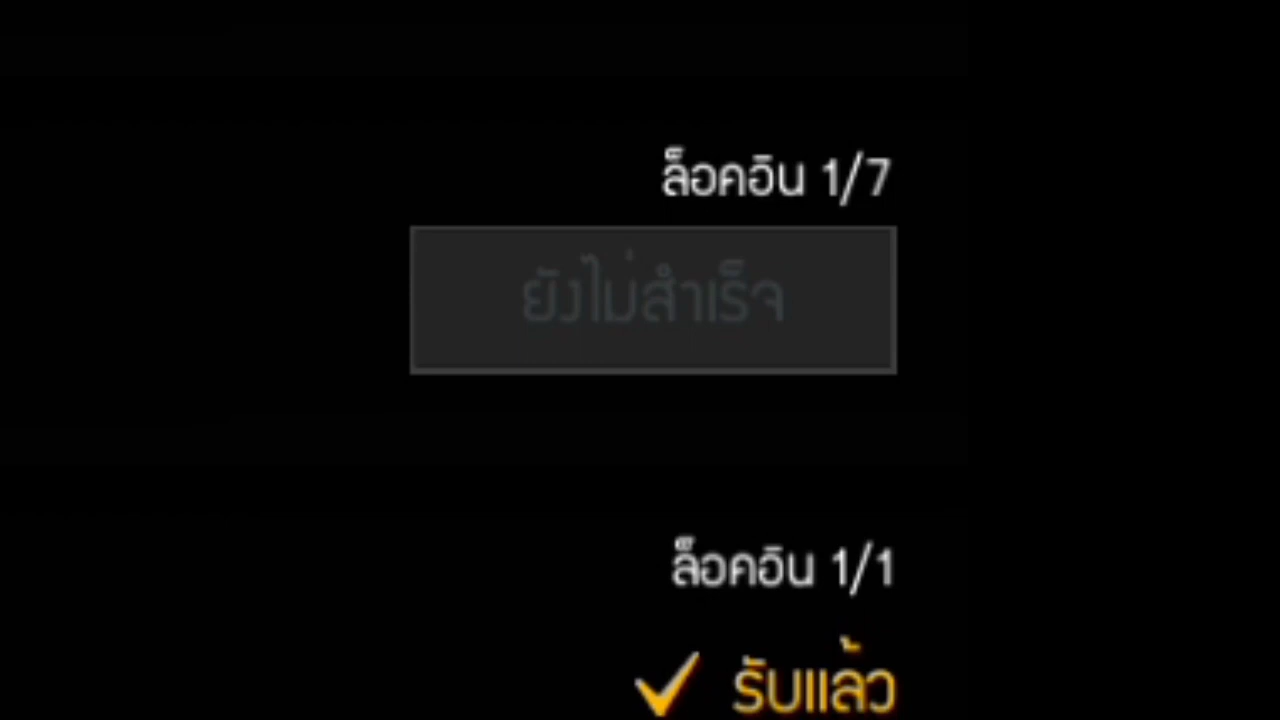 ล็อคอิน 1/7
ยังไม่สำเร็จ
ล็อคอิน 1/1
รับแล้ว